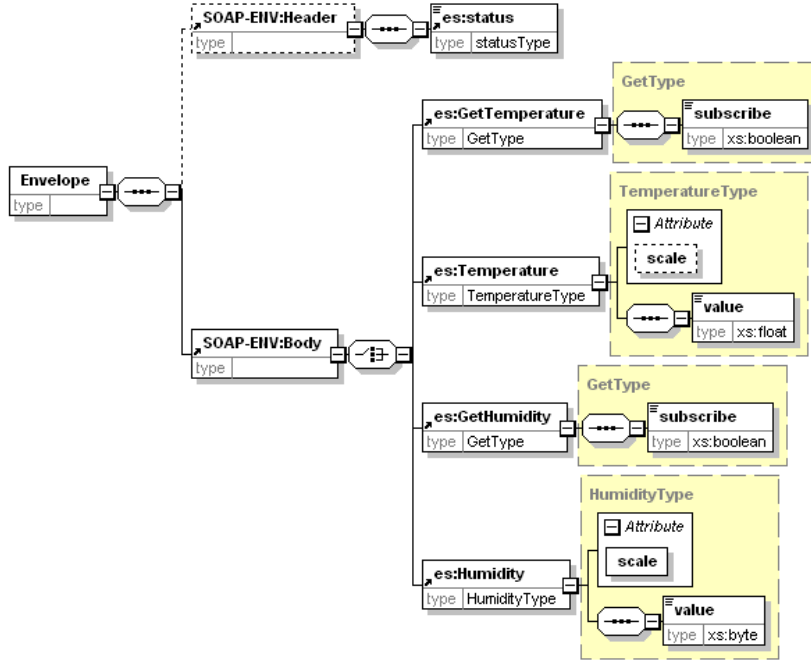 SOAP-ENV:Header
type
es:status
type statusType
GetType
es:GetTemperature
type GetType
subscribe
type xs:boolean
Envelope
type
TemperatureType
Attribute
scale
es:Temperature
type TemperatureType
value
type xs:float
SOAP-ENV:Body
type
GetType
es:GetHumidity
type GetType
subscribe
type xs:boolean
HumidityType
Attribute
scale
es:Humidity
type HumidityType
value
type xs:byte